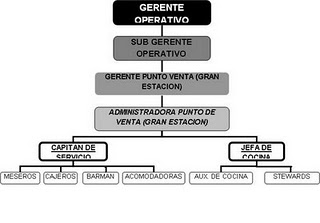 GERENTE
OPERATIVO
SUB GERENTE
OPERATIVO
GERENTE PUNTO VENTA (GRAN
ESTACION)
ADMINISTRADORA PUNTO DE
VENTA (GRAN ESTACION)
CAPITAN DE
SERVICIO
JEFA DE
COCINA
MESEROS
CAJEROS
BARMAN
ACOMODADORAS
AUX. DE COCINA
STEWARDS